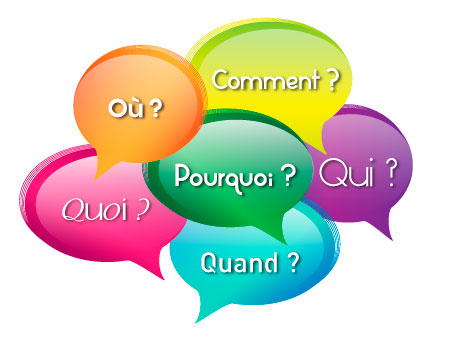 Comment ?
Où ?
Pourquoi ?
Qui ?
Quoi ?
Quand ?